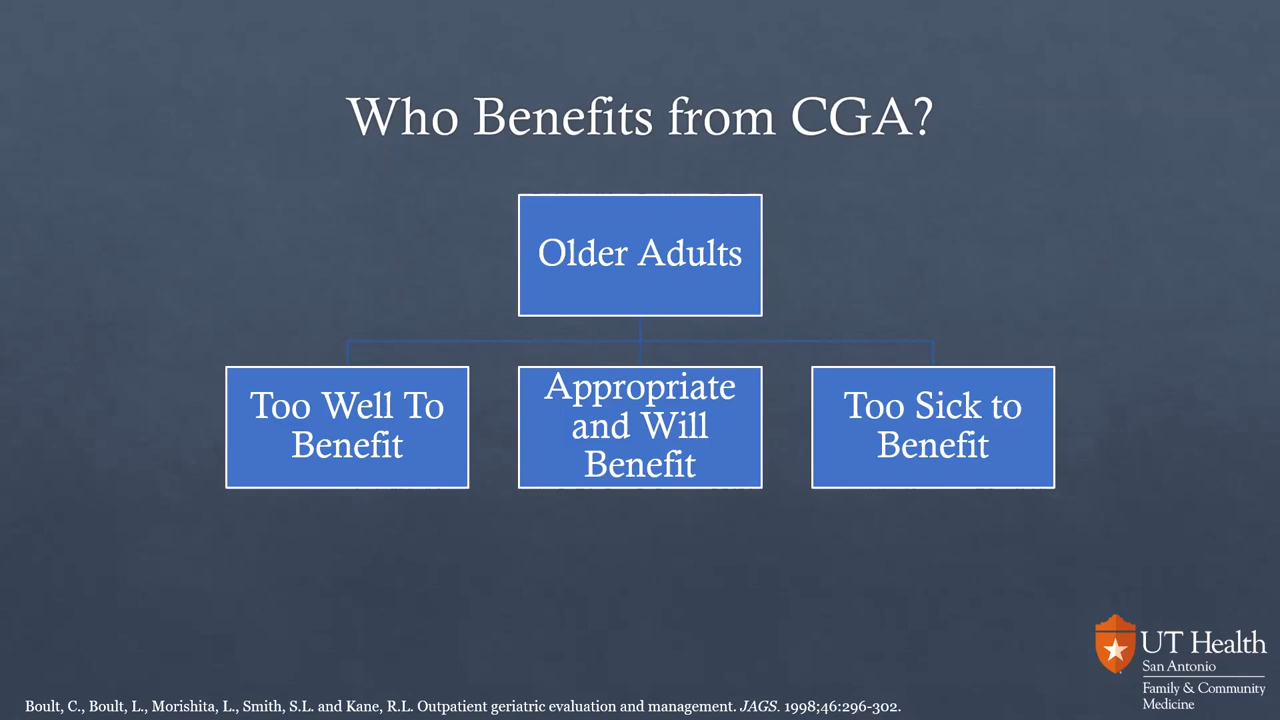 Who Benefits from CGA?
Older Adults
Too Well To
Benefit
Appropriate
and Will
Benefit
Too Sick to
Benefit
UT Health
San Antonio
Family & Community
Medicine
Boult, C., Boult, L., Morishita, L., Smith, S.L. and Kane, R.L. Outpatient geriatric evaluation and management. JAGS. 1998;46:296-302.